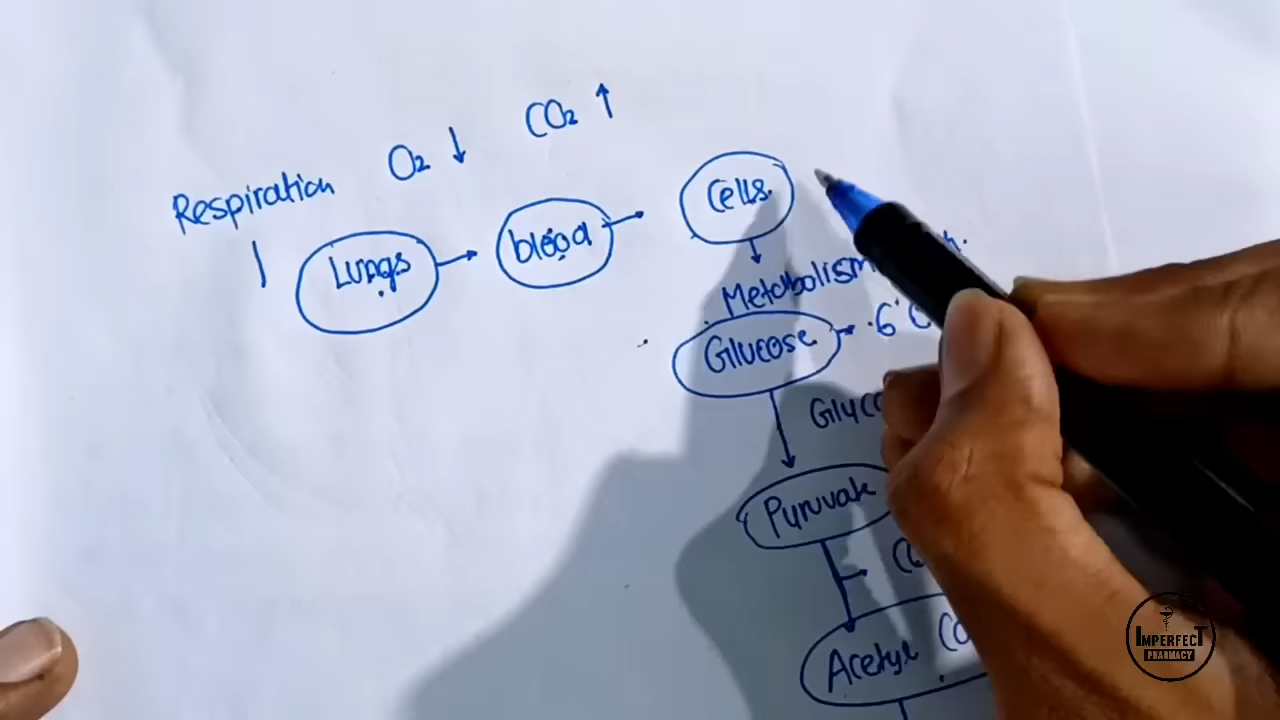 CO₂ ↑
O₂ ↓
Respiration
Lungs → blood → Cells
Metabolism
Glucose → 6 C
Pyruvate
Acetyl
IMPERFECT
PHARMACY